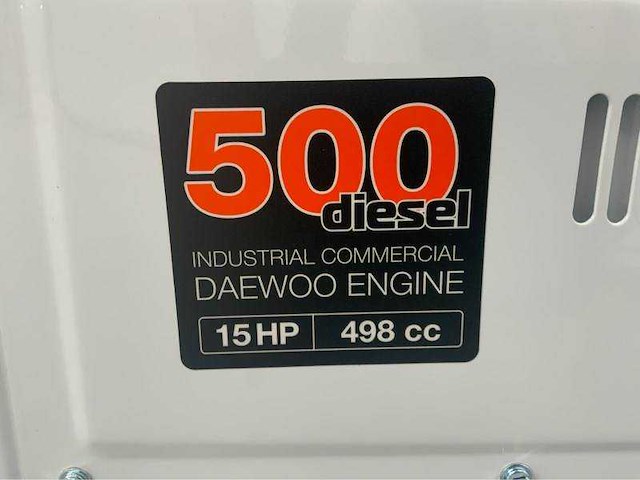 500
diesel
INDUSTRIAL COMMERCIAL
DAEWOO ENGINE
15 HP 498 cc